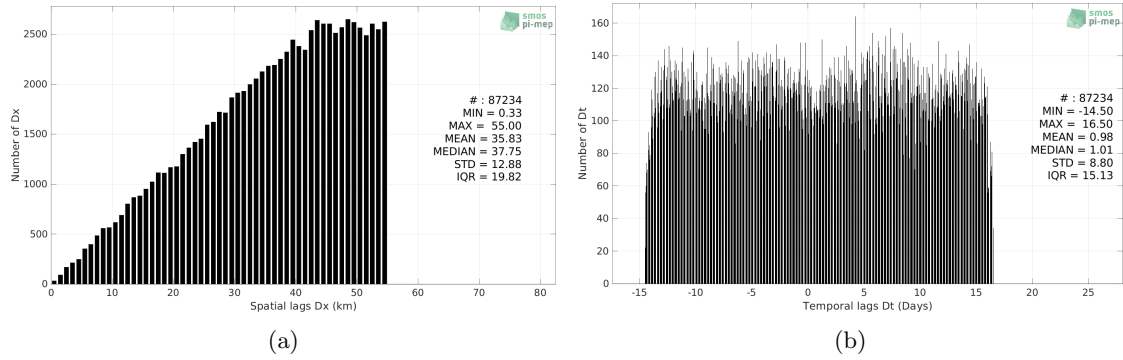 smos
pi-mep
Number of Dx
2500
2000
1500
1000
500
0
# : 87234
MIN = 0.33
MAX = 55.00
MEAN = 35.83
MEDIAN = 37.75
STD = 12.88
IQR = 19.82
0 10 20 30 40 50 60 70 80
Spatial lags Dx (km)
(a)
smos
pi-mep
Number of Dt
160
140
120
100
80
60
40
20
0
# : 87234
MIN = -14.50
MAX = 16.50
MEAN = 0.98
MEDIAN = 1.01
STD = 8.80
IQR = 15.13
-15 -10 -5 0 5 10 15 20 25
Temporal lags Dt (Days)
(b)